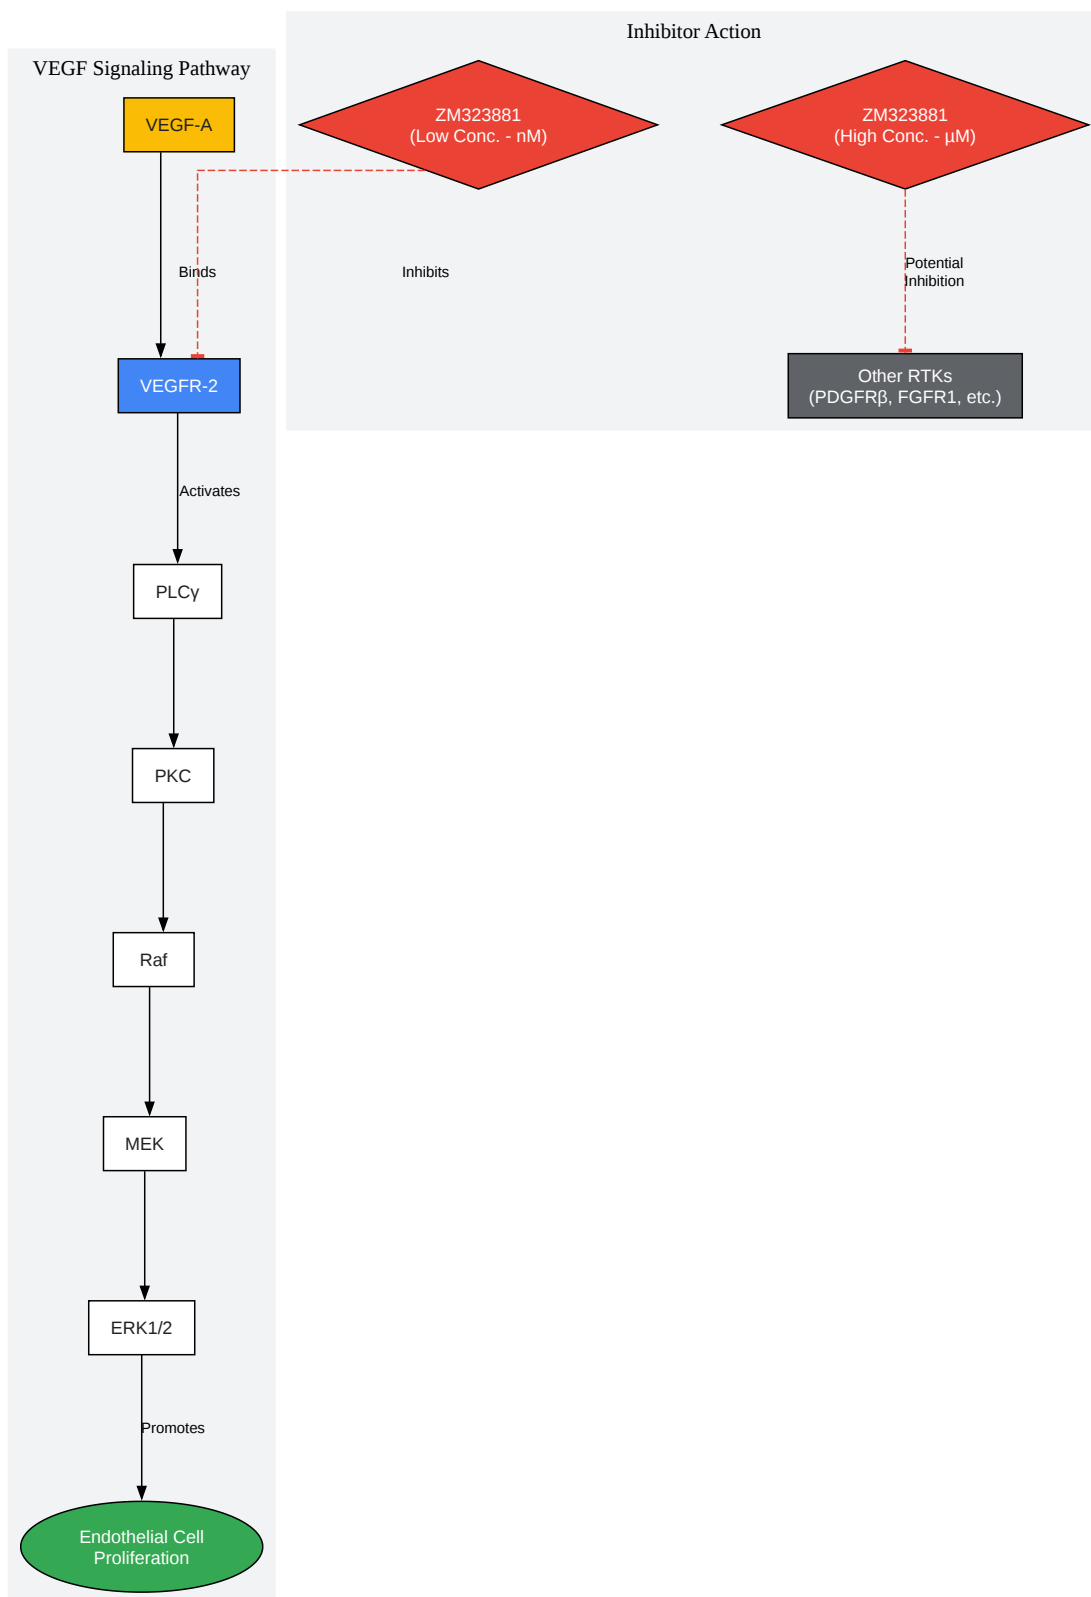 Inhibitor Action
VEGF Signaling Pathway
VEGF-A
ZM323881
(Low Conc. - nM)
ZM323881
(High Conc. - µM)
Binds
Inhibits
Potential
Inhibition
VEGFR-2
Other RTKs
(PDGFRβ, FGFR1, etc.)
Activates
PLCγ
PKC
Raf
MEK
ERK1/2
Promotes
Endothelial Cell
Proliferation